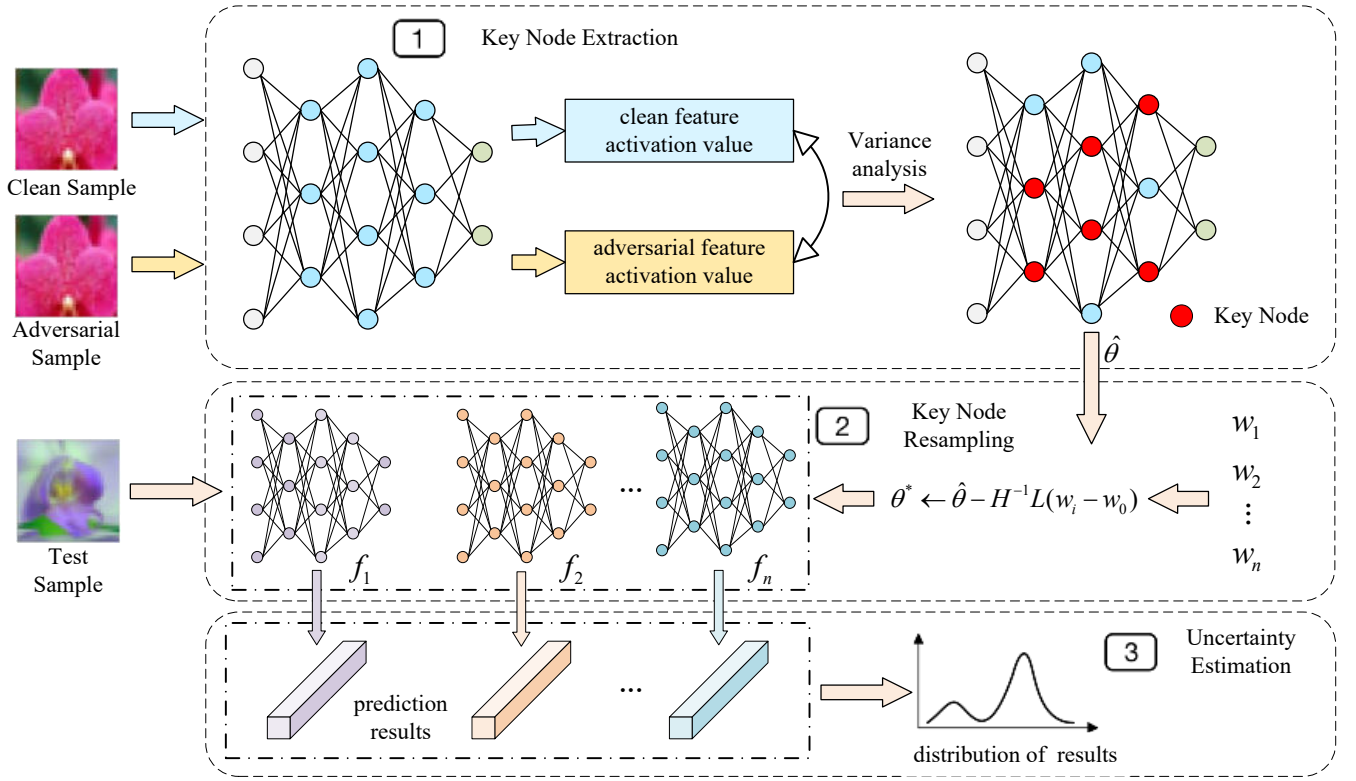 1
Key Node Extraction
Clean Sample
Adversarial
Sample
clean feature
activation value
adversarial feature
activation value
Variance
analysis
Key Node
θ̂
2
Key Node
Resampling
Test
Sample
f₁
f₂
...
fₙ
θ* ← θ̂ − H⁻¹L(wᵢ − w₀)
w₁
w₂
⋮
wₙ
3
Uncertainty
Estimation
prediction
results
...
distribution of results